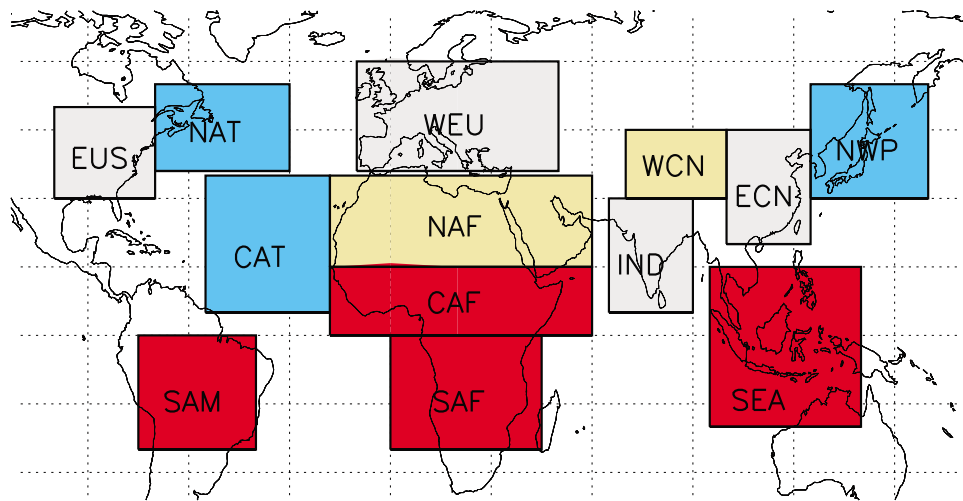 WEU
NAT
EUS
NWP
WCN
ECN
NAF
CAT
IND
CAF
SAM
SAF
SEA